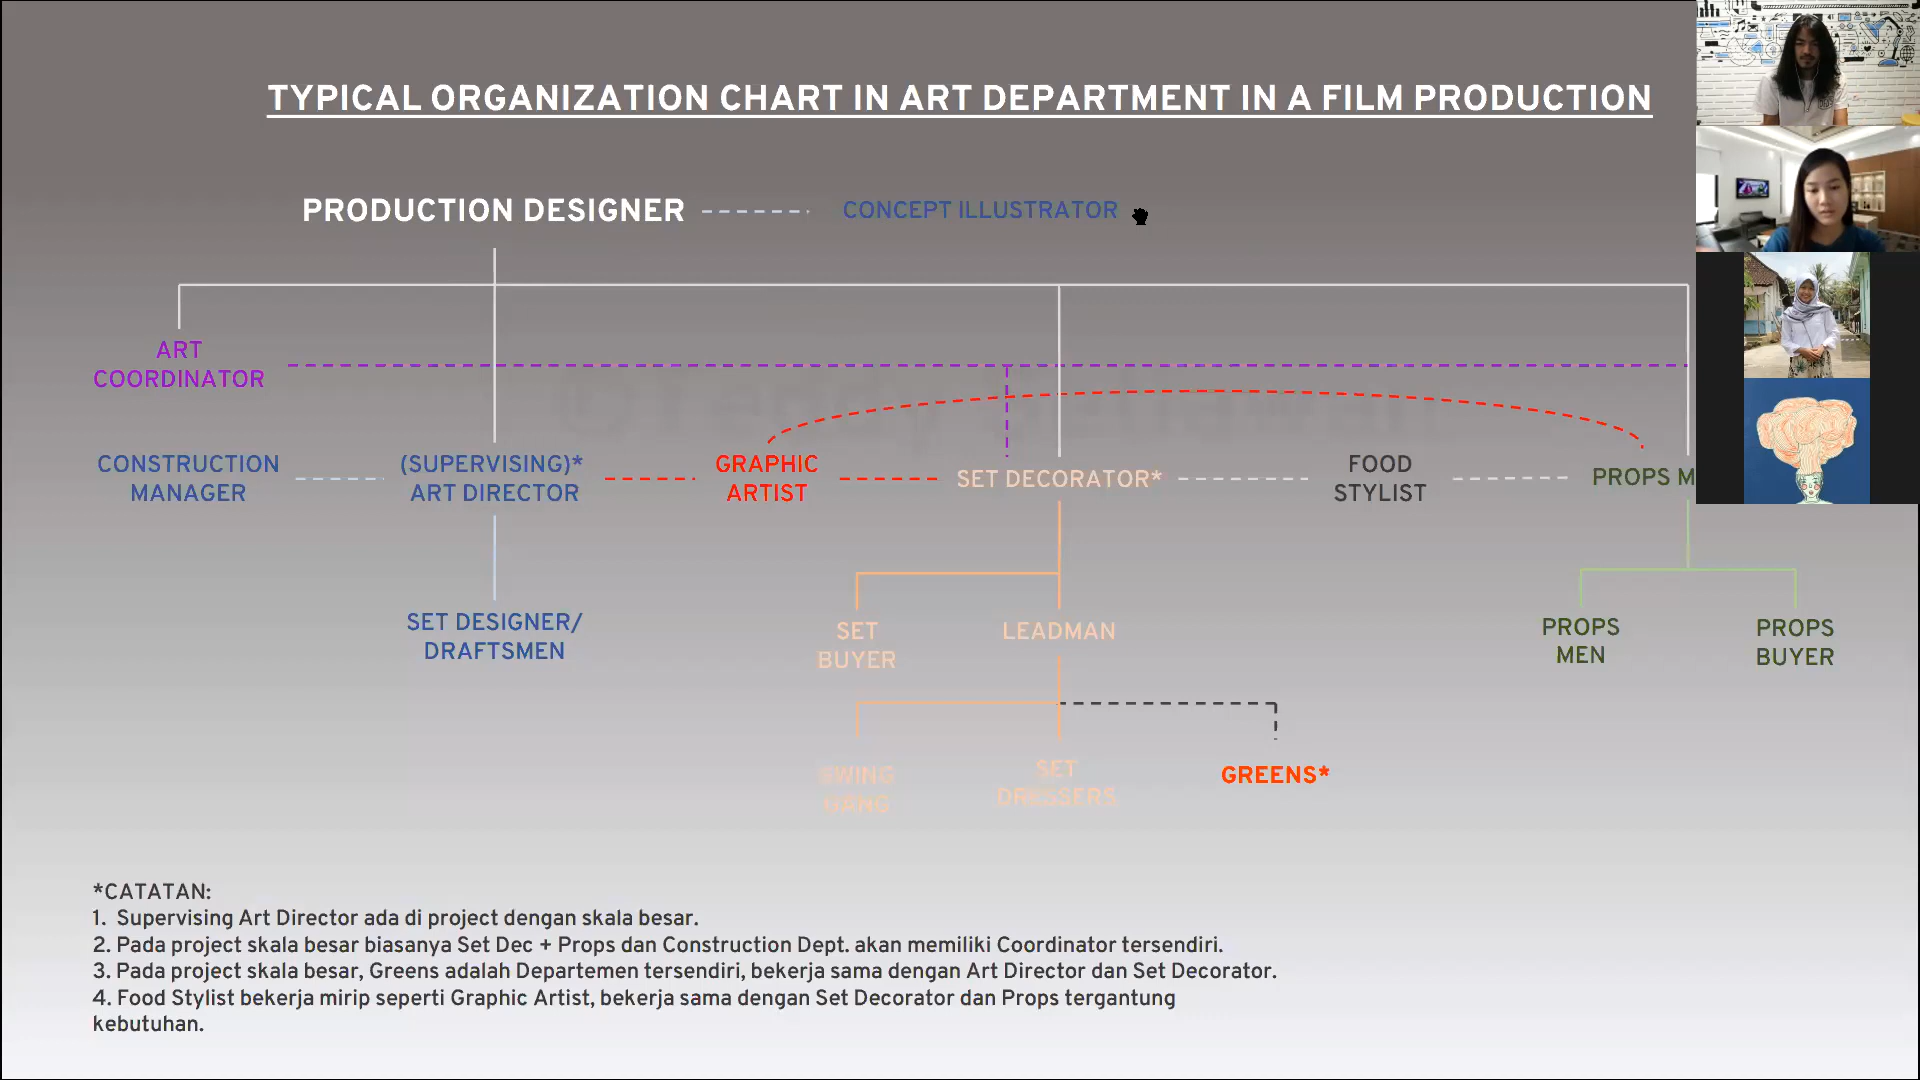 TYPICAL ORGANIZATION CHART IN ART DEPARTMENT IN A FILM PRODUCTION
PRODUCTION DESIGNER
CONCEPT ILLUSTRATOR
ART
COORDINATOR
CONSTRUCTION
MANAGER
(SUPERVISING)*
ART DIRECTOR
GRAPHIC
ARTIST
SET DECORATOR*
FOOD
STYLIST
PROPS M
SET DESIGNER/
DRAFTSMEN
SET
BUYER
LEADMAN
PROPS
MEN
PROPS
BUYER
SWING
GANG
SET
DRESSERS
GREENS*
*CATATAN:
1. Supervising Art Director ada di project dengan skala besar.
2. Pada project skala besar biasanya Set Dec + Props dan Construction Dept. akan memiliki Coordinator tersendiri.
3. Pada project skala besar, Greens adalah Departemen tersendiri, bekerja sama dengan Art Director dan Set Decorator.
4. Food Stylist bekerja mirip seperti Graphic Artist, bekerja sama dengan Set Decorator dan Props tergantung
kebutuhan.